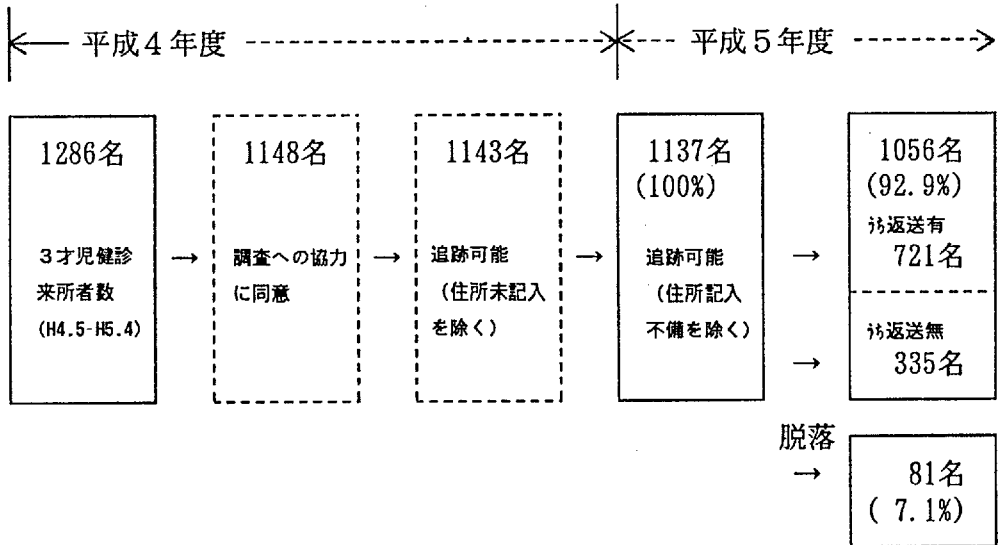 平成４年度
平成５年度
1286名
３才児健診
来所者数
(H4.5-H5.4)
→
1148名
調査への協力
に同意
→
1143名
追跡可能
（住所未記入
を除く）
→
1137名
(100%)
追跡可能
（住所記入
不備を除く）
→
→
1056名
(92.9%)
うち返送有
721名
うち返送無
335名
脱落
→
81名
( 7.1%)